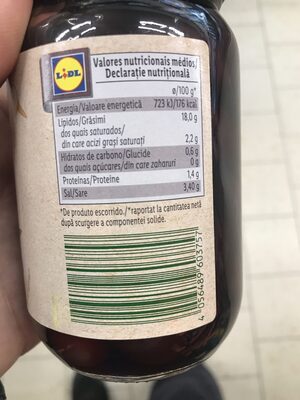 LIDL
Valores nutricionais médios/
Declarație nutrițională
ø/100 g*
Energia/Valoare energetică 723 kJ/176 kcal
Lípidos/Grăsimi 18,0 g
dos quais saturados/
din care acizi grași saturați 2,2 g
Hidratos de carbono/Glucide 0,6 g
dos quais açúcares/din care zaharuri 0 g
Proteínas/Proteine 1,4 g
Sal/Sare 3,40 g
*De produto escorrido./*raportat la cantitatea netă
după scurgere a componentei solide.
4 056489 603757